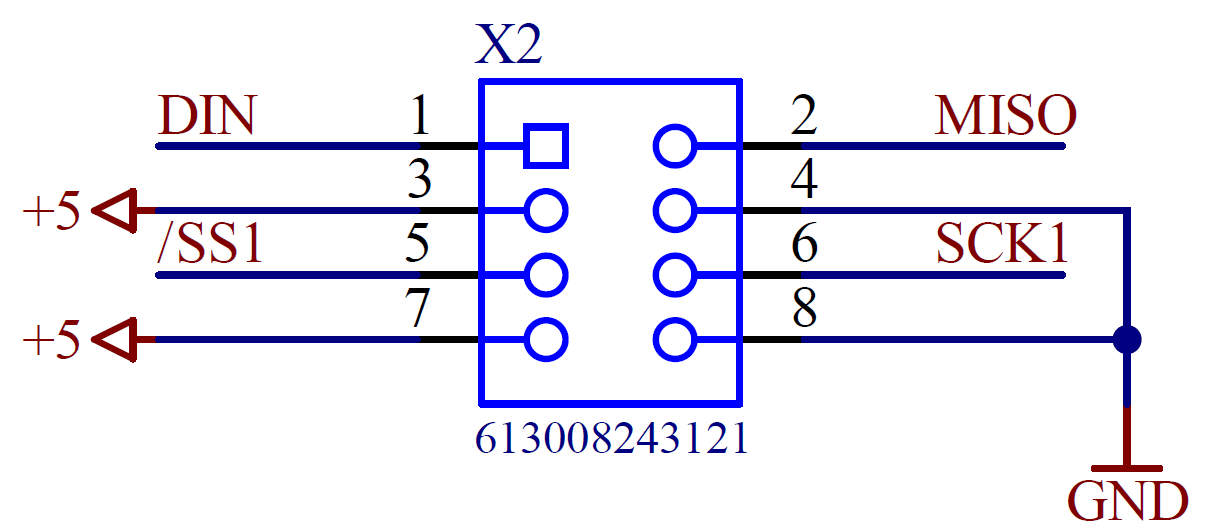 X2
DIN 1 2 MISO
+5 3 4
/SS1 5 6 SCK1
+5 7 8
613008243121
GND